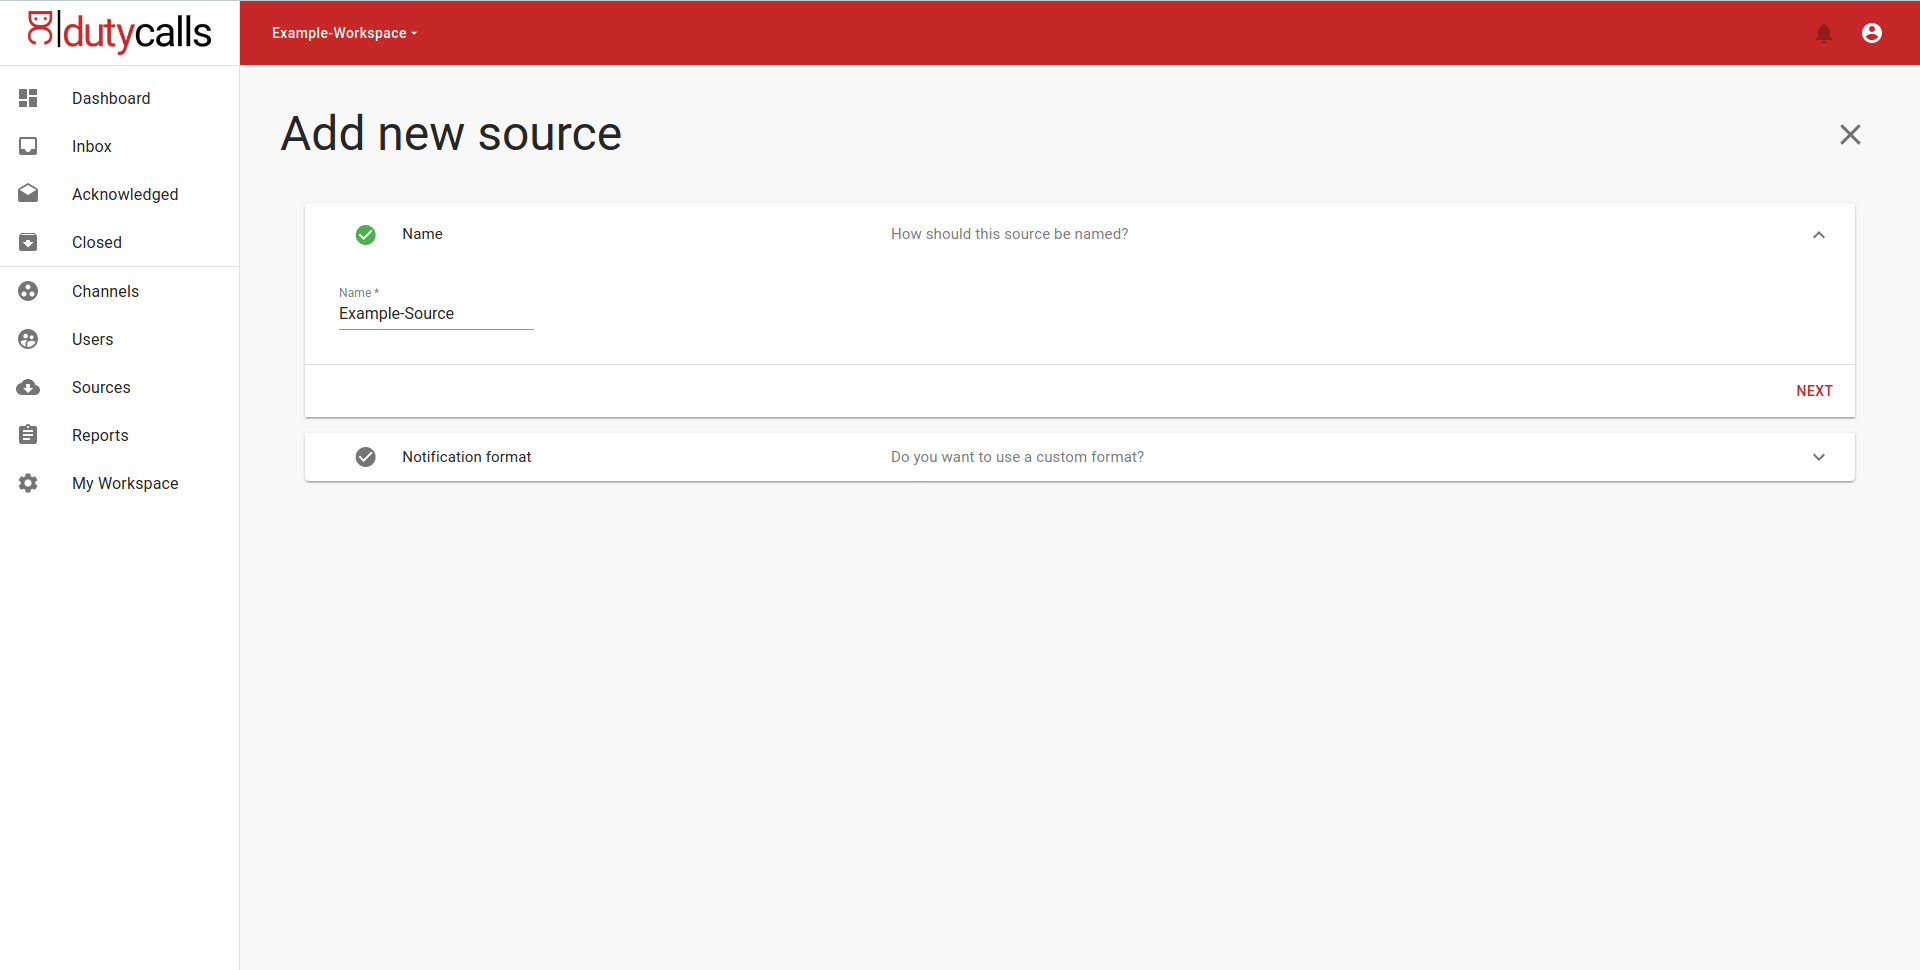 dutycalls
Example-Workspace
Dashboard
Inbox
Acknowledged
Closed
Channels
Users
Sources
Reports
My Workspace
Add new source
Name How should this source be named?
Name *
Example-Source
NEXT
Notification format Do you want to use a custom format?